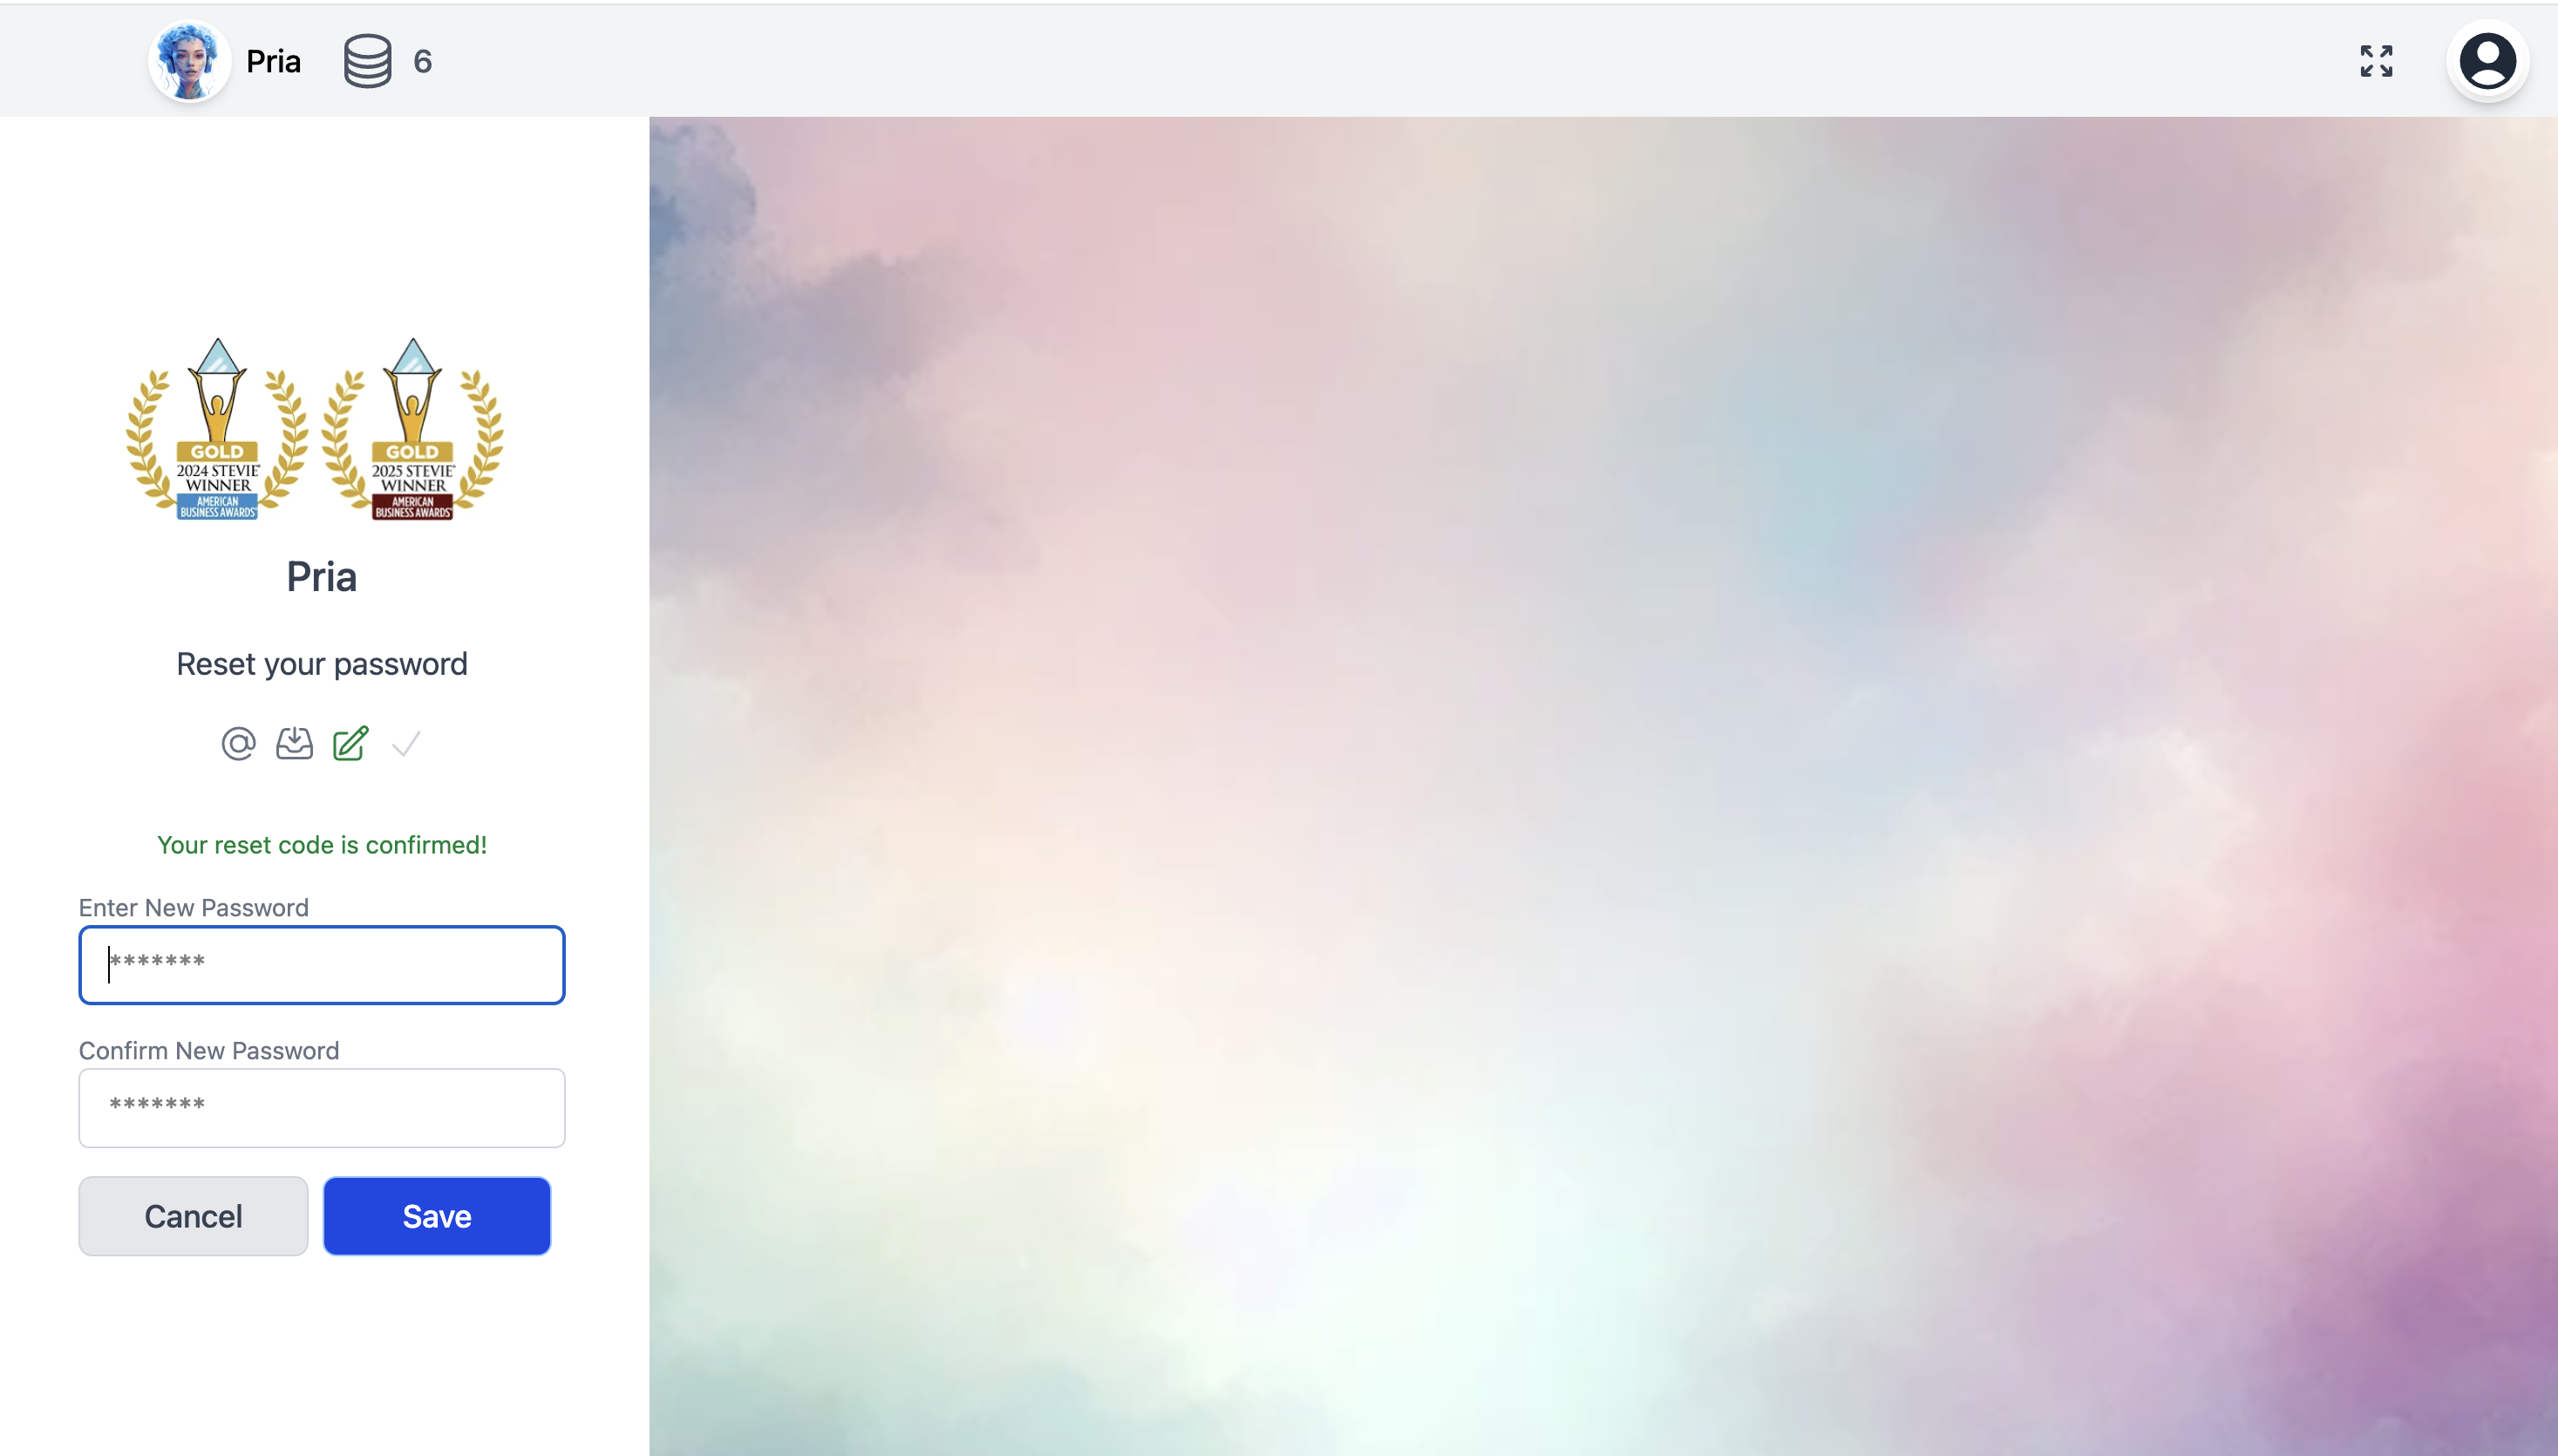 Pria
6
GOLD
2024 STEVIE®
WINNER
AMERICAN
BUSINESS AWARDS®
GOLD
2025 STEVIE®
WINNER
AMERICAN
BUSINESS AWARDS®
Pria
Reset your password
Your reset code is confirmed!
Enter New Password
*******
Confirm New Password
*******
Cancel
Save